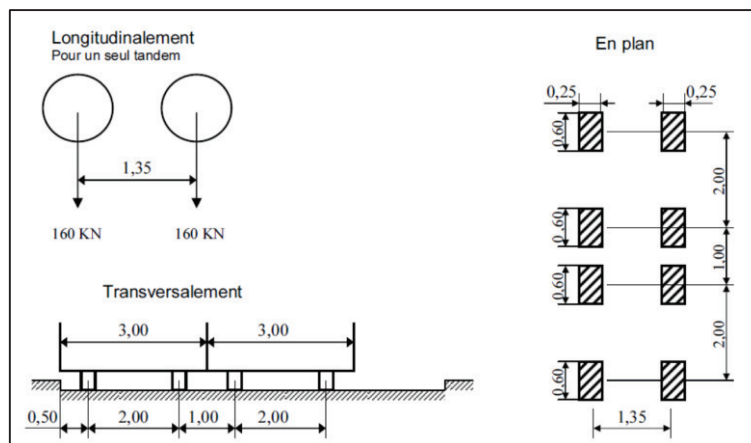 Longitudinalement
Pour un seul tandem
1,35
160 KN 160 KN
Transversalement
3,00 3,00
0,50 2,00 1,00 2,00
En plan
0,25 0,25
0,60
2,00
0,60
1,00
0,60
2,00
0,60
1,35